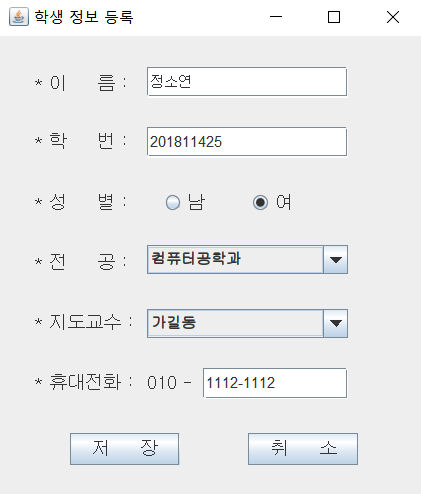 학생 정보 등록
* 이 름 : 정소연
* 학 번 : 201811425
* 성 별 : 남 여
* 전 공 : 컴퓨터공학과
* 지도교수 : 가길동
* 휴대전화 : 010 - 1112-1112
저 장 취 소